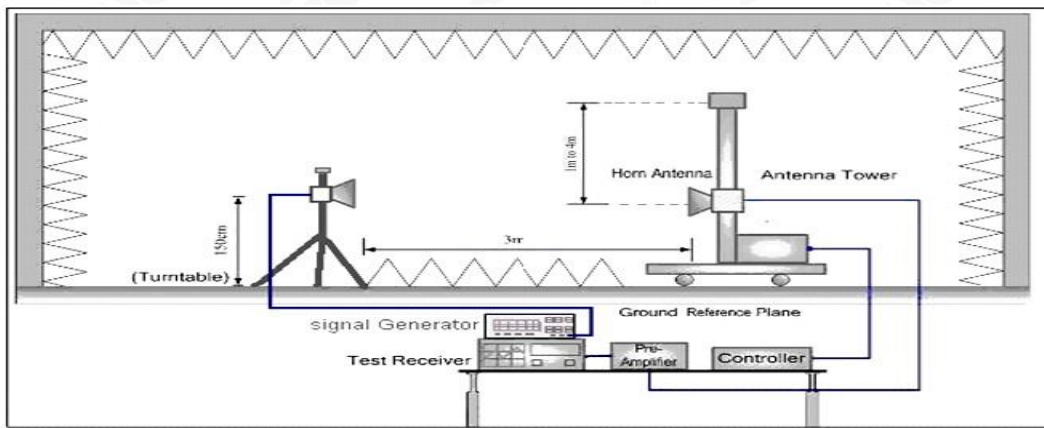 1m to 4m
Horn Antenna
Antenna Tower
150cm
3m
(Turntable)
Ground Reference Plane
signal Generator
Test Receiver
Pre-
Amplifier
Controller